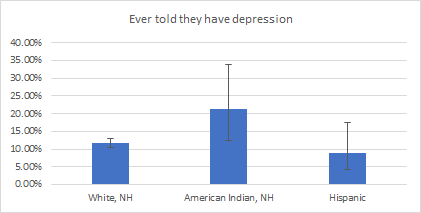 Ever told they have depression
40.00%
35.00%
30.00%
25.00%
20.00%
15.00%
10.00%
5.00%
0.00%
White, NH
American Indian, NH
Hispanic